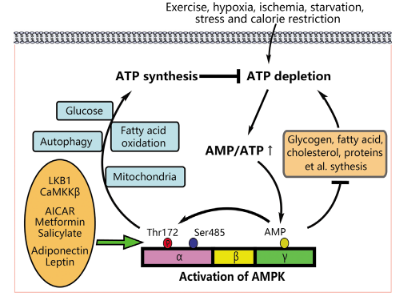 Exercise, hypoxia, ischemia, starvation,
stress and calorie restriction
ATP synthesis
ATP depletion
Glucose
Fatty acid
oxidation
Autophagy
Mitochondria
AMP/ATP ↑
Glycogen, fatty acid,
cholesterol, proteins
et al. sythesis
LKB1
CaMKKβ
AICAR
Metformin
Salicylate
Adiponectin
Leptin
Thr172
Ser485
AMP
α
β
γ
Activation of AMPK